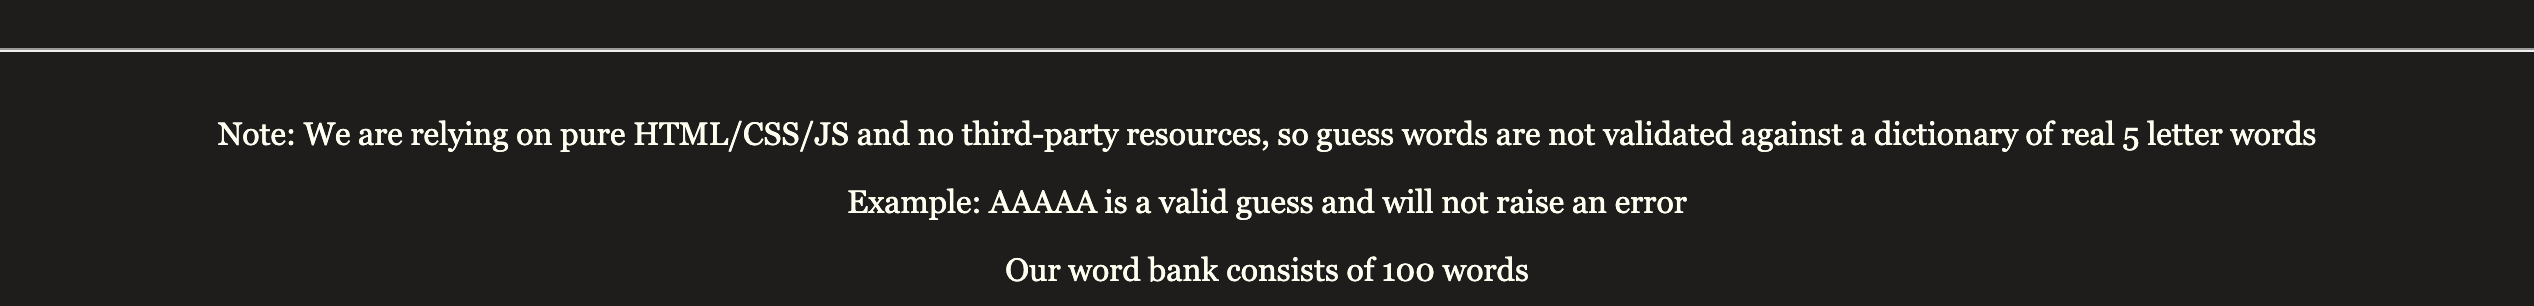 Note: We are relying on pure HTML/CSS/JS and no third-party resources, so guess words are not validated against a dictionary of real 5 letter words
Example: AAAAA is a valid guess and will not raise an error
Our word bank consists of 100 words